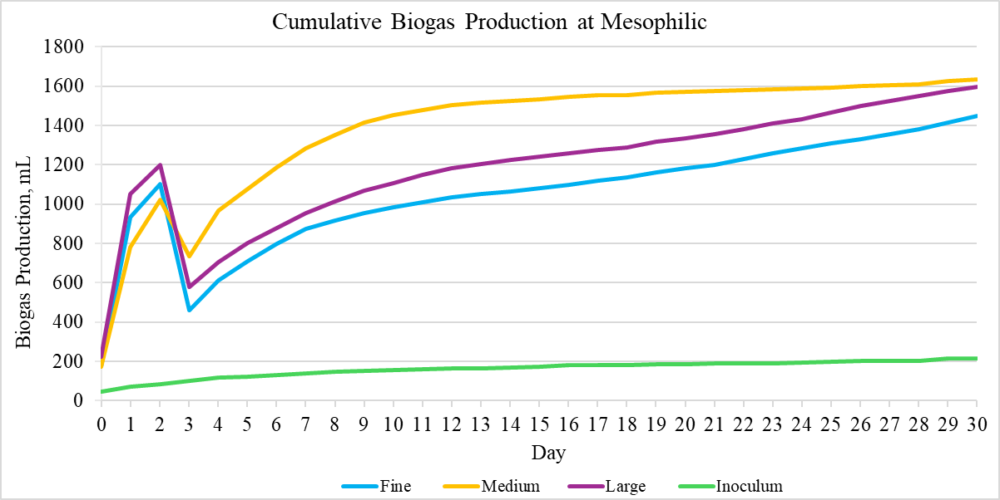 Cumulative Biogas Production at Mesophilic
Biogas Production, mL
1800
1600
1400
1200
1000
800
600
400
200
0
0 1 2 3 4 5 6 7 8 9 10 11 12 13 14 15 16 17 18 19 20 21 22 23 24 25 26 27 28 29 30
Day
Fine Medium Large Inoculum